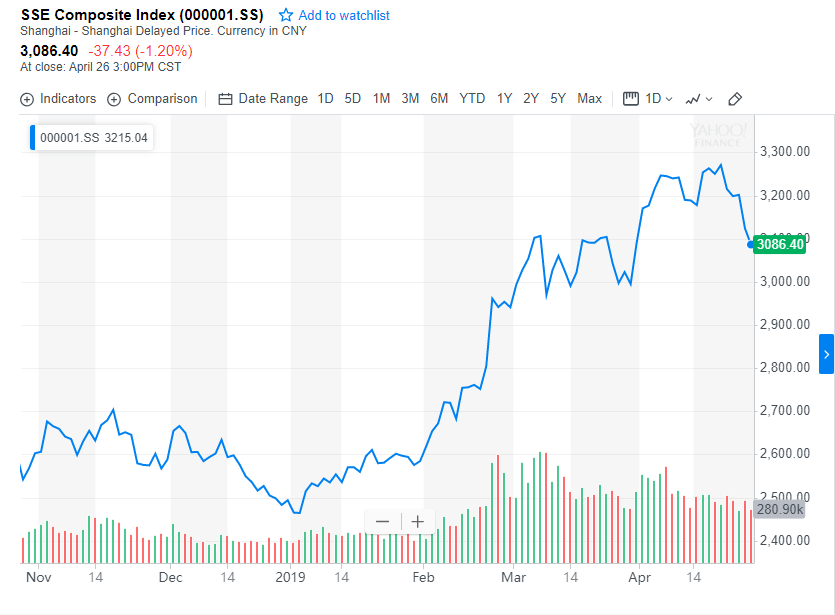 SSE Composite Index (000001.SS) Add to watchlist
Shanghai - Shanghai Delayed Price. Currency in CNY
3,086.40 -37.43 (-1.20%)
At close: April 26 3:00PM CST
Indicators Comparison Date Range 1D 5D 1M 3M 6M YTD 1Y 2Y 5Y Max 1D
YAHOO!
FINANCE
000001.SS 3215.04
3,300.00
3,200.00
3086.40
3,000.00
2,900.00
2,800.00
2,700.00
2,600.00
2,500.00
280.90k
2,400.00
Nov 14 Dec 14 2019 14 Feb Mar 14 Apr 14